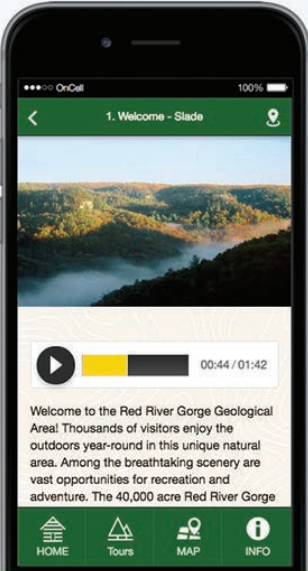 OnCell 100%
1. Welcome - Slade
00:44 / 01:42
Welcome to the Red River Gorge Geological
Area! Thousands of visitors enjoy the
outdoors year-round in this unique natural
area. Among the breathtaking scenery are
vast opportunities for recreation and
adventure. The 40,000 acre Red River Gorge
HOME Tours MAP INFO